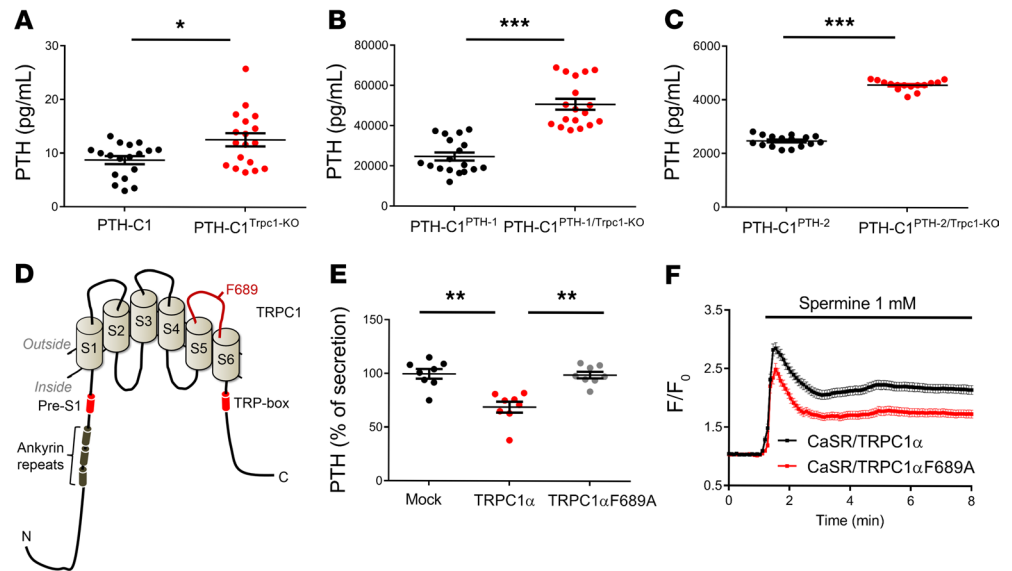 A
*
PTH (pg/mL)
30
20
10
0
PTH-C1
PTH-C1Trpc1-KO
B
***
PTH (pg/mL)
80000
60000
40000
20000
0
PTH-C1PTH-1
PTH-C1PTH-1/Trpc1-KO
C
***
PTH (pg/mL)
6000
4000
2000
0
PTH-C1PTH-2
PTH-C1PTH-2/Trpc1-KO
D
F689
TRPC1
S1
S2
S3
S4
S5
S6
Outside
Inside
Pre-S1
TRP-box
Ankyrin
repeats
C
N
E
**
**
PTH (% of secretion)
150
100
50
0
Mock
TRPC1α
TRPC1αF689A
F
Spermine 1 mM
F/F0
3.5
2.5
1.5
0.5
CaSR/TRPC1α
CaSR/TRPC1αF689A
0
2
4
6
8
Time (min)